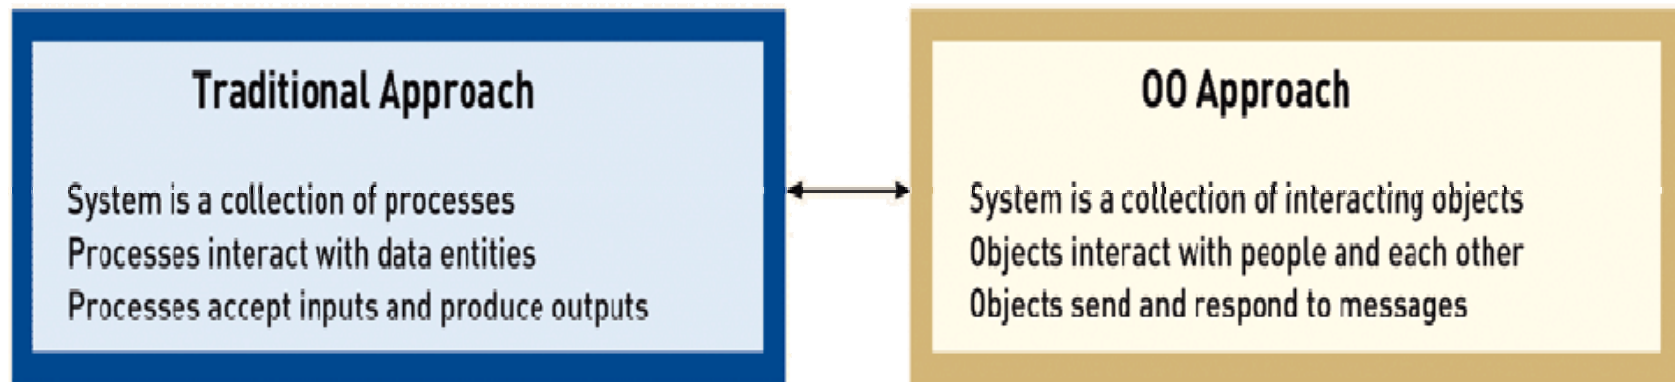 Traditional Approach
System is a collection of processes
Processes interact with data entities
Processes accept inputs and produce outputs
OO Approach
System is a collection of interacting objects
Objects interact with people and each other
Objects send and respond to messages